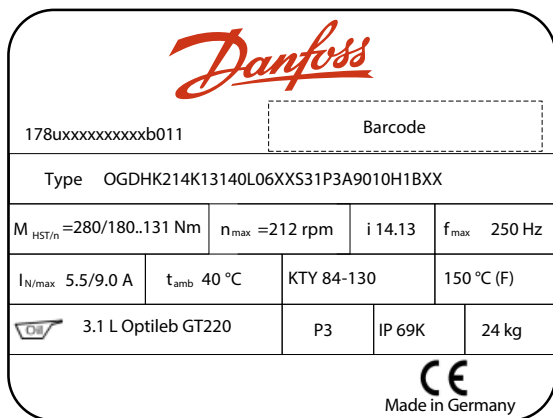 Danfoss
178uxxxxxxxxxxb011
Barcode
Type OGDHK214K13140L06XXS31P3A9010H1BXX
M HST/n =280/180..131 Nm n max =212 rpm i 14.13 f max 250 Hz
I N/max 5.5/9.0 A t amb 40 °C KTY 84-130 150 °C (F)
Oil 3.1 L Optileb GT220 P3 IP 69K 24 kg
CE
Made in Germany